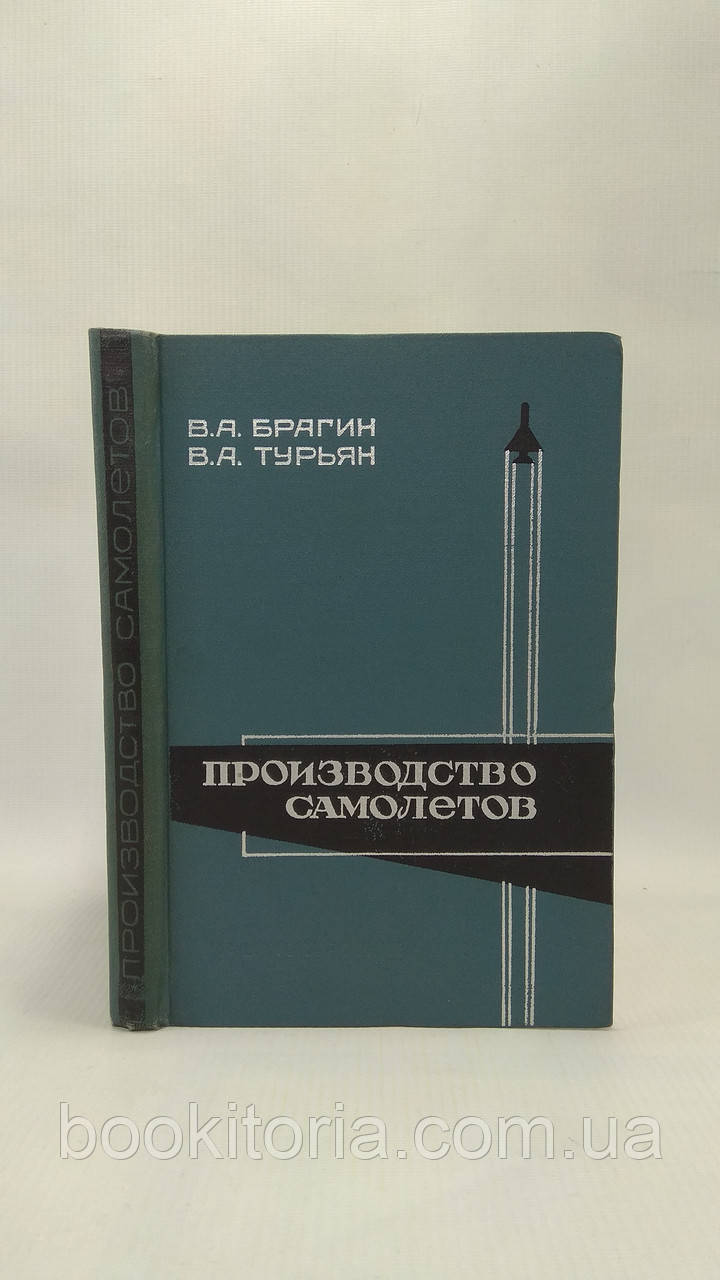 ПРОИЗВОДСТВО САМОЛЕТОВ
В.А. БРАГИН
В.А. ТУРЬЯН
ПРОИЗВОДСТВО
САМОЛЕТОВ
bookitoria.com.ua